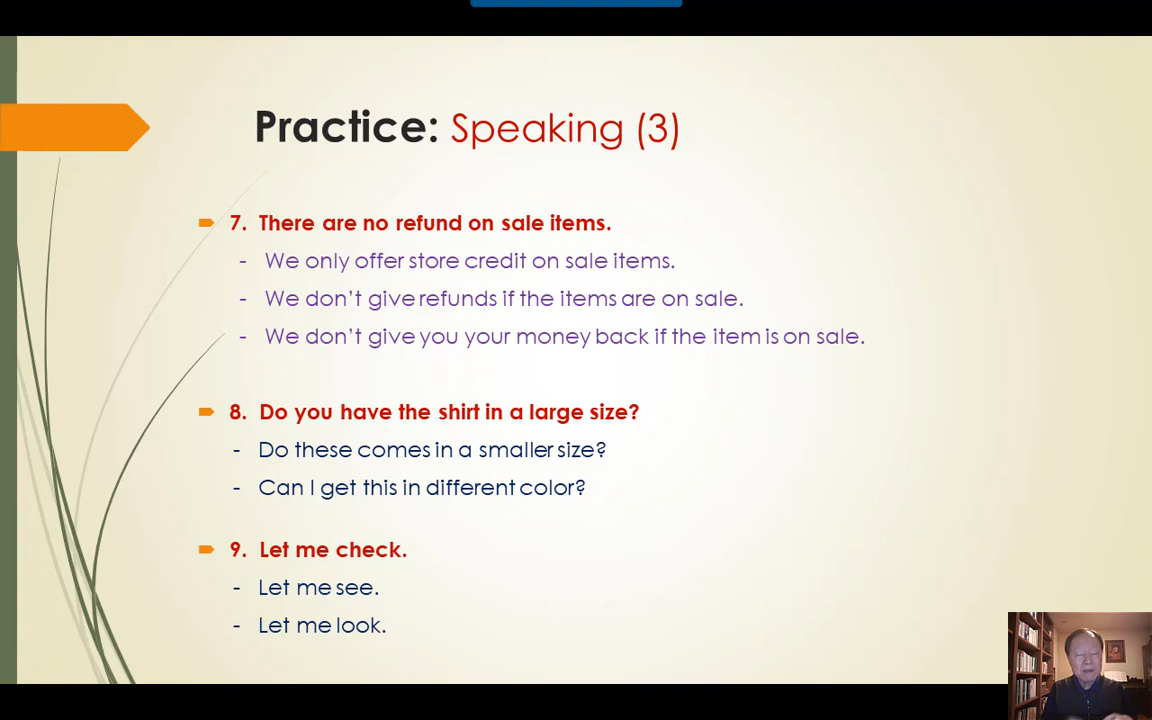 Practice: Speaking (3)
7. There are no refund on sale items.
- We only offer store credit on sale items.
- We don't give refunds if the items are on sale.
- We don't give you your money back if the item is on sale.
8. Do you have the shirt in a large size?
- Do these comes in a smaller size?
- Can I get this in different color?
9. Let me check.
- Let me see.
- Let me look.